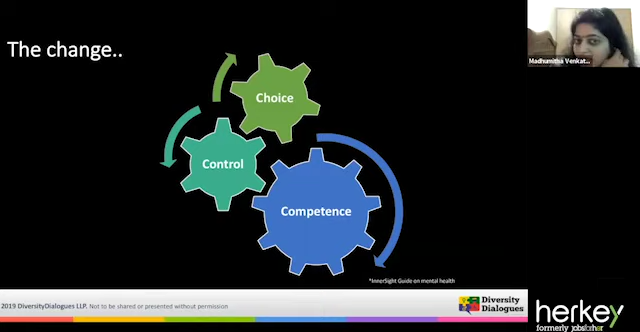 The change..
Madhumitha Venkat...
Choice
Control
Competence
*InnerSight Guide on mental health
2019 DiversityDialogues LLP. Not to be shared or presented without permission
Diversity
Dialogues
herkey
formerly jobsforher